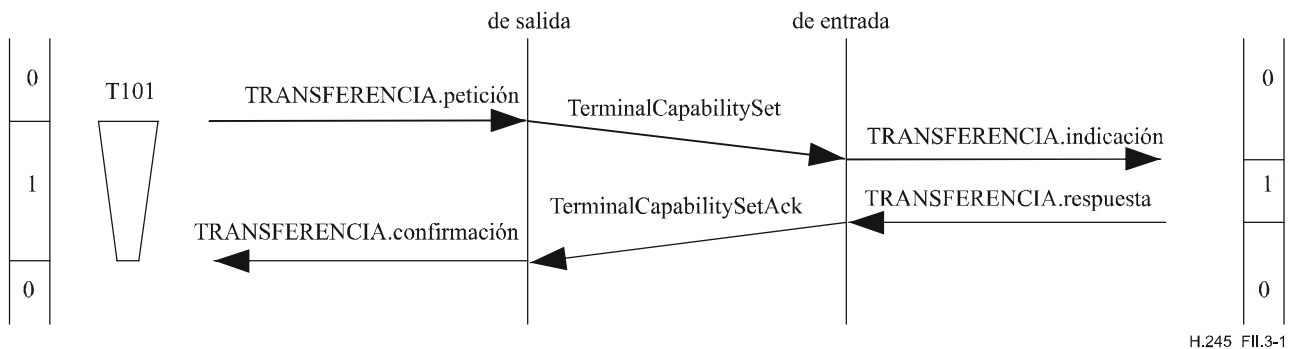 de salida
de entrada
0
T101
TRANSFERENCIA.petición
TerminalCapabilitySet
0
TRANSFERENCIA.indicación
1
TerminalCapabilitySetAck
TRANSFERENCIA.respuesta
1
TRANSFERENCIA.confirmación
0
0
H.245 FII.3-1